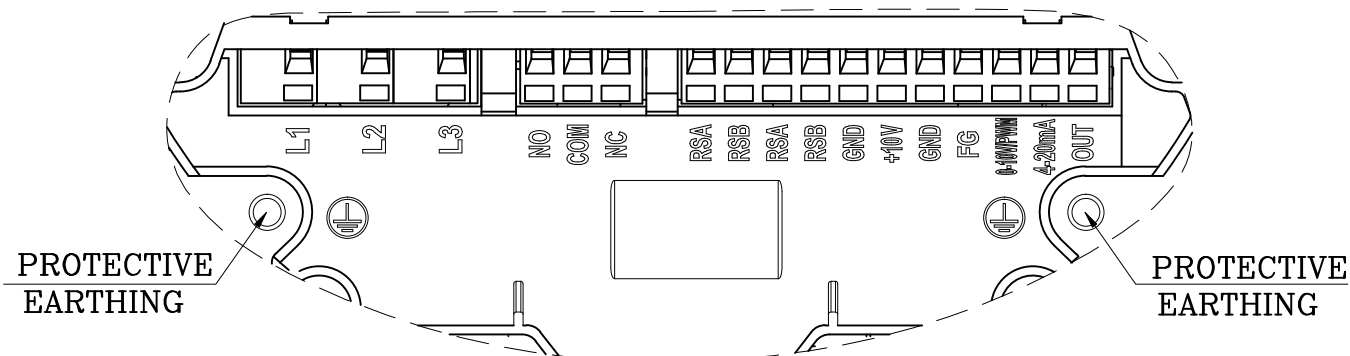 L1
L2
L3
NO
COM
NC
RSA
RSB
RSA
RSB
GND
+10V
GND
FG
0-10V/PWM
4-20mA
OUT
PROTECTIVE
EARTHING
PROTECTIVE
EARTHING